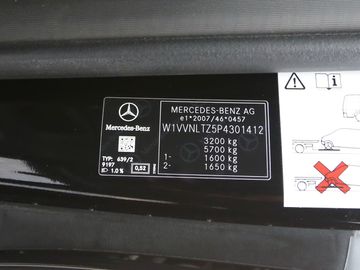 MERCEDES-BENZ AG
e1*2007/46*0457
W1VVNLTZ5P4301412
3200 kg
5700 kg
1- 1600 kg
2- 1650 kg
Mercedes-Benz
TYP: 639/2
9197
1.0 % 0,52